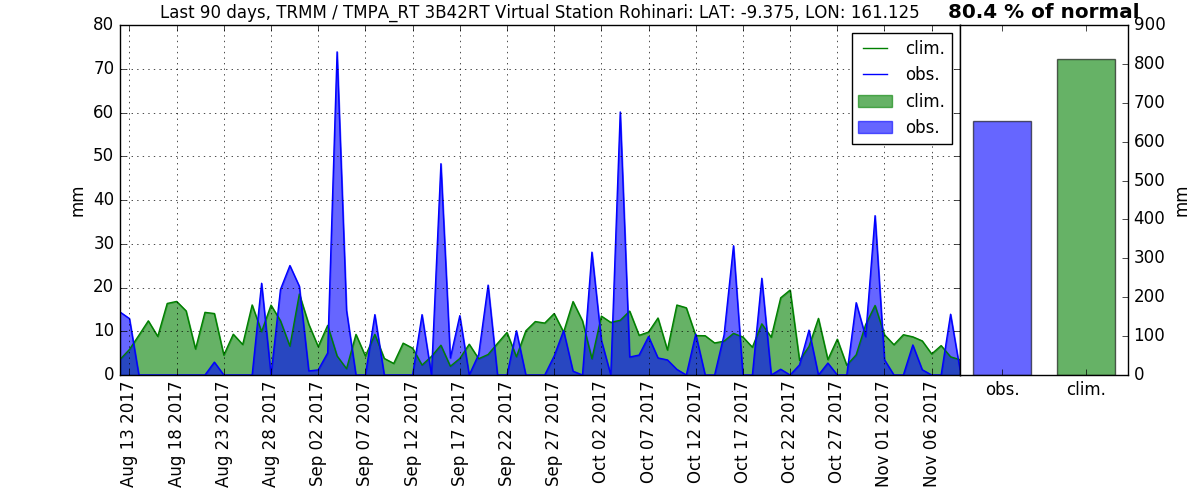 Last 90 days, TRMM / TMPA_RT 3B42RT Virtual Station Rohinari: LAT: -9.375, LON: 161.125
80.4 % of normal
80
70
60
50
40
30
20
10
0
mm
clim.
obs.
clim.
obs.
900
800
700
600
500
400
300
200
100
0
mm
obs.
clim.
Aug 13 2017
Aug 18 2017
Aug 23 2017
Aug 28 2017
Sep 02 2017
Sep 07 2017
Sep 12 2017
Sep 17 2017
Sep 22 2017
Sep 27 2017
Oct 02 2017
Oct 07 2017
Oct 12 2017
Oct 17 2017
Oct 22 2017
Oct 27 2017
Nov 01 2017
Nov 06 2017